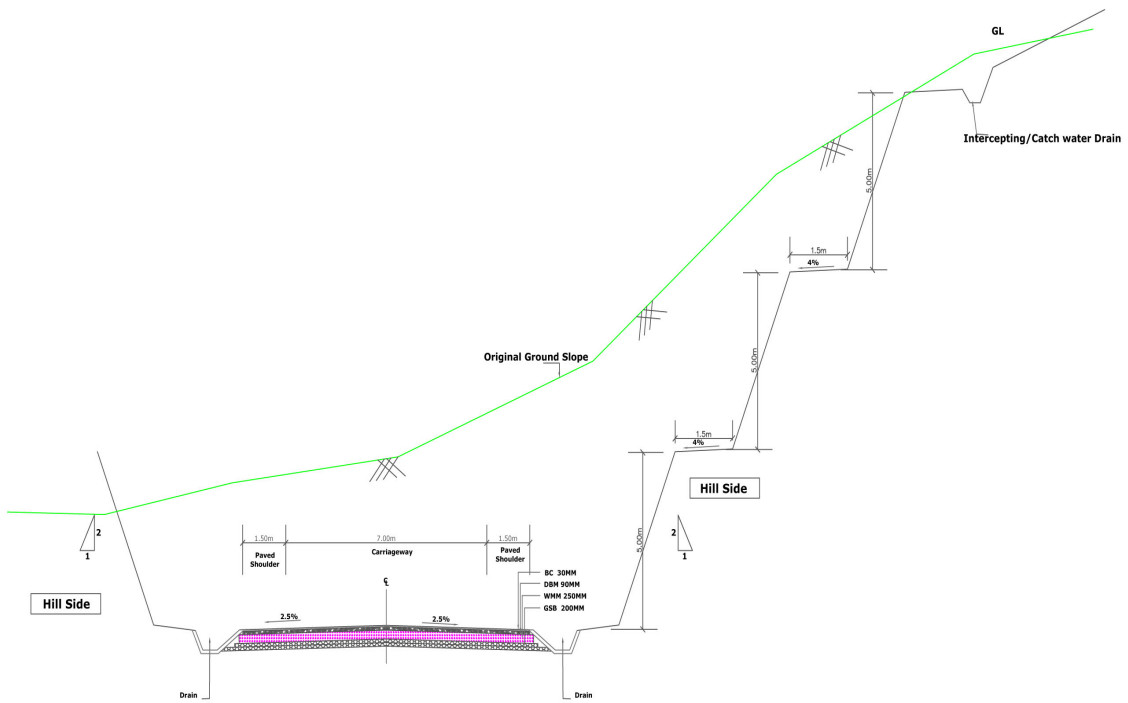 GL
Intercepting/Catch water Drain
5.00m
1.5m
4%
5.00m
Original Ground Slope
1.5m
4%
Hill Side
2
1
2
1
5.00m
1.50m
7.00m
1.50m
Paved
Shoulder
Carriageway
Paved
Shoulder
BC 30MM
DBM 90MM
WMM 250MM
GSB 200MM
℄
Hill Side
2.5%
2.5%
Drain
Drain